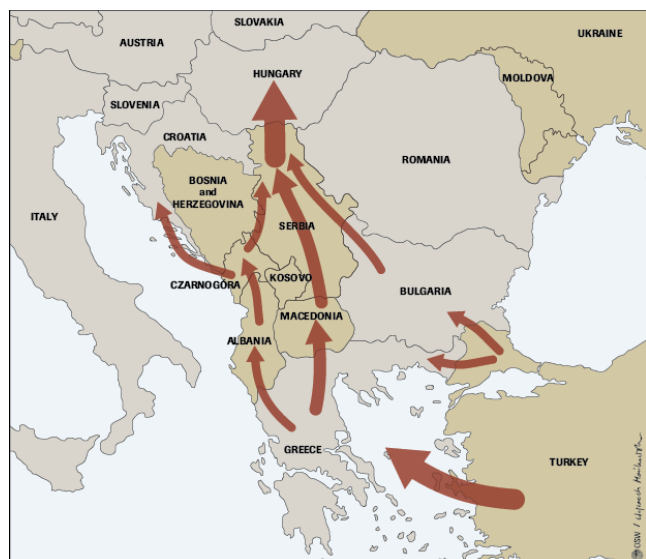 SLOVAKIA
UKRAINE
AUSTRIA
HUNGARY
MOLDOVA
SLOVENIA
CROATIA
ROMANIA
BOSNIA
and
HERZEGOVINA
ITALY
SERBIA
CZARNOGÓRA
KOSOVO
BULGARIA
MACEDONIA
ALBANIA
GREECE
TURKEY
©OSW /